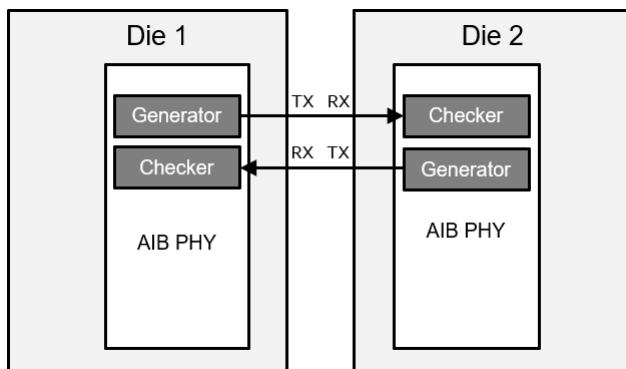 Die 1
Die 2
Generator
TX RX
Checker
Checker
RX TX
Generator
AIB PHY
AIB PHY